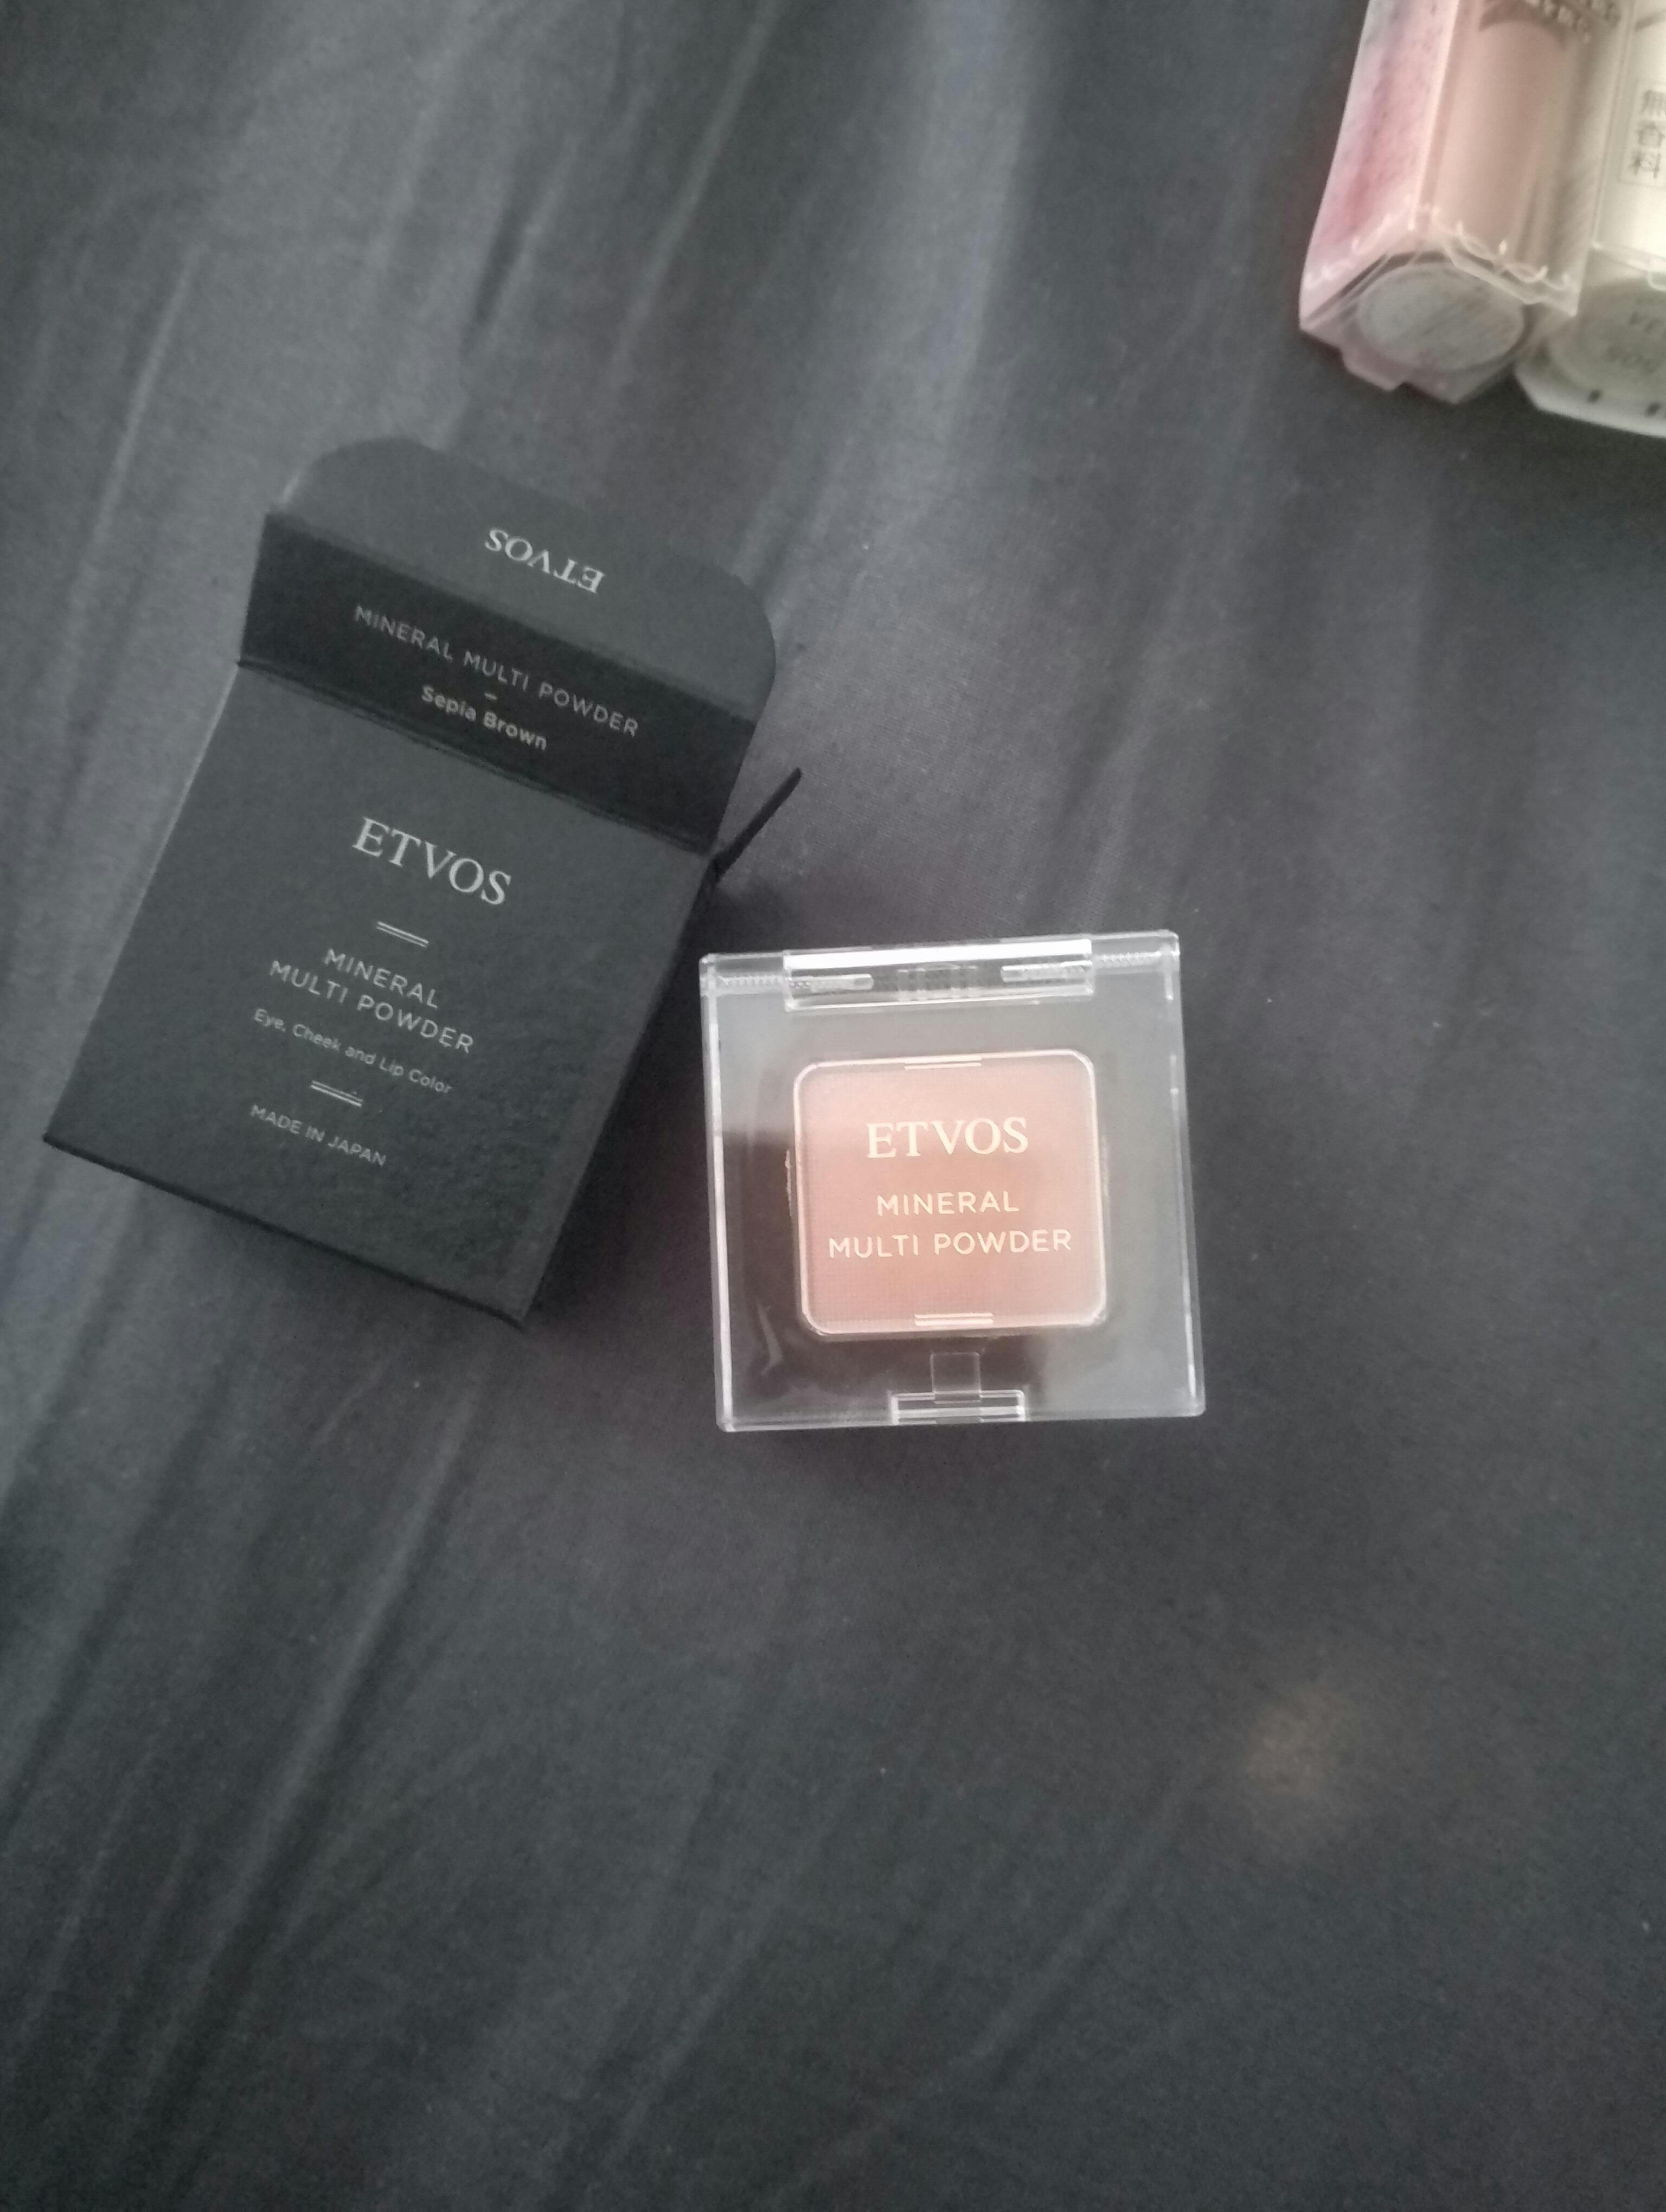 ETVOS
MINERAL MULTI POWDER
Sepia Brown
ETVOS
MINERAL
MULTI POWDER
Eye, Cheek and Lip Color
MADE IN JAPAN
ETVOS
MINERAL
MULTI POWDER
無香料